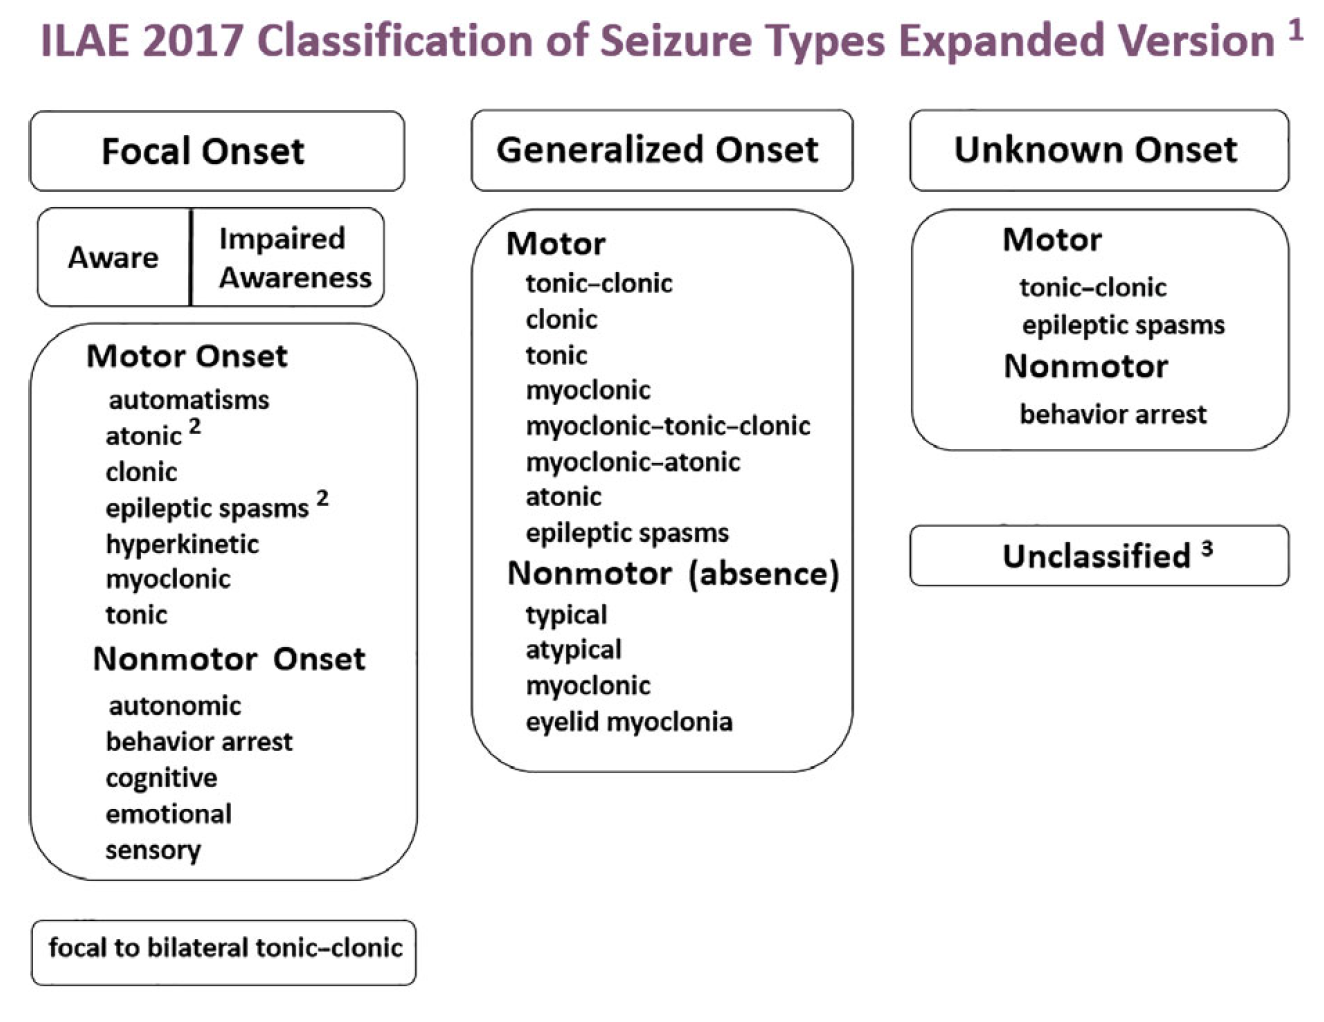 ILAE 2017 Classification of Seizure Types Expanded Version 1
Focal Onset
Aware
Impaired
Awareness
Motor Onset
automatisms
atonic 2
clonic
epileptic spasms 2
hyperkinetic
myoclonic
tonic
Nonmotor Onset
autonomic
behavior arrest
cognitive
emotional
sensory
focal to bilateral tonic–clonic
Generalized Onset
Motor
tonic–clonic
clonic
tonic
myoclonic
myoclonic–tonic–clonic
myoclonic–atonic
atonic
epileptic spasms
Nonmotor (absence)
typical
atypical
myoclonic
eyelid myoclonia
Unknown Onset
Motor
tonic–clonic
epileptic spasms
Nonmotor
behavior arrest
Unclassified 3